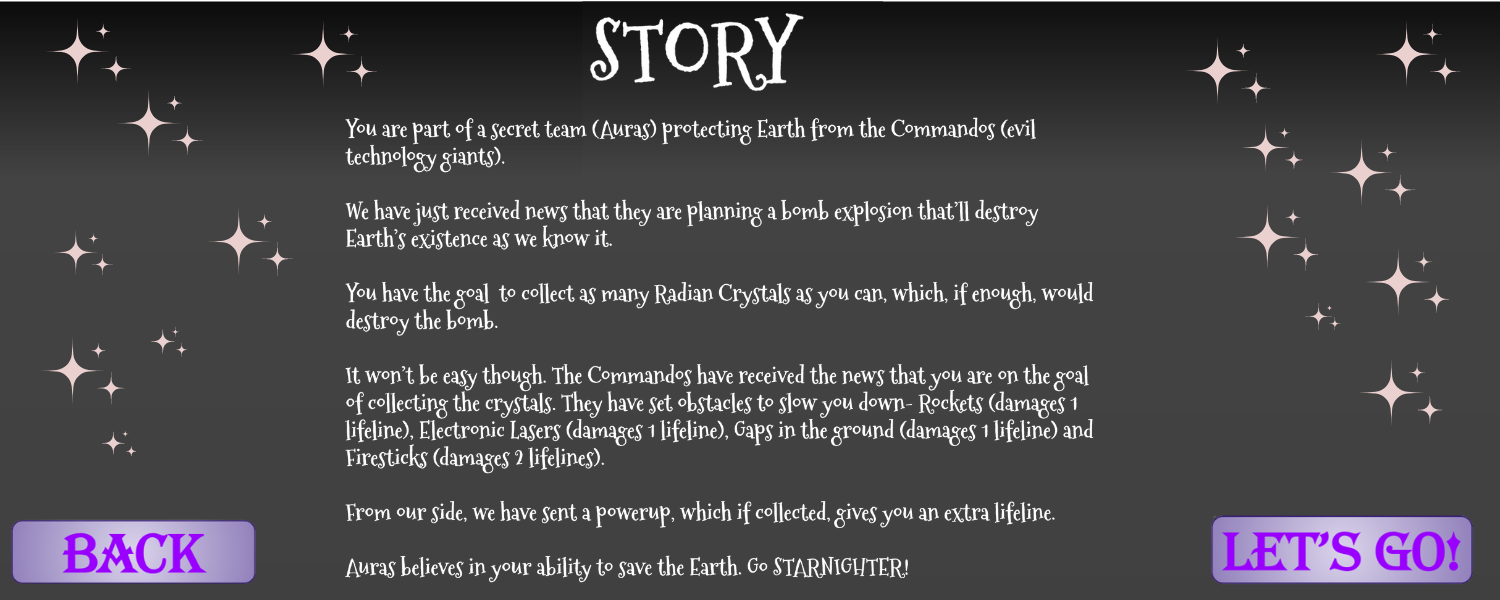 STORY
You are part of a secret team (Auras) protecting Earth from the Commandos (evil
technology giants).
We have just received news that they are planning a bomb explosion that'll destroy
Earth's existence as we know it.
You have the goal  to collect as many Radian Crystals as you can, which, if enough, would
destroy the bomb.
It won't be easy though. The Commandos have received the news that you are on the goal
of collecting the crystals. They have set obstacles to slow you down- Rockets (damages 1
lifeline), Electronic Lasers (damages 1 lifeline), Gaps in the ground (damages 1 lifeline) and
Firesticks (damages 2 lifelines).
From our side, we have sent a powerup, which if collected, gives you an extra lifeline.
Auras believes in your ability to save the Earth. Go STARNIGHTER!
BACK
LET'S GO!